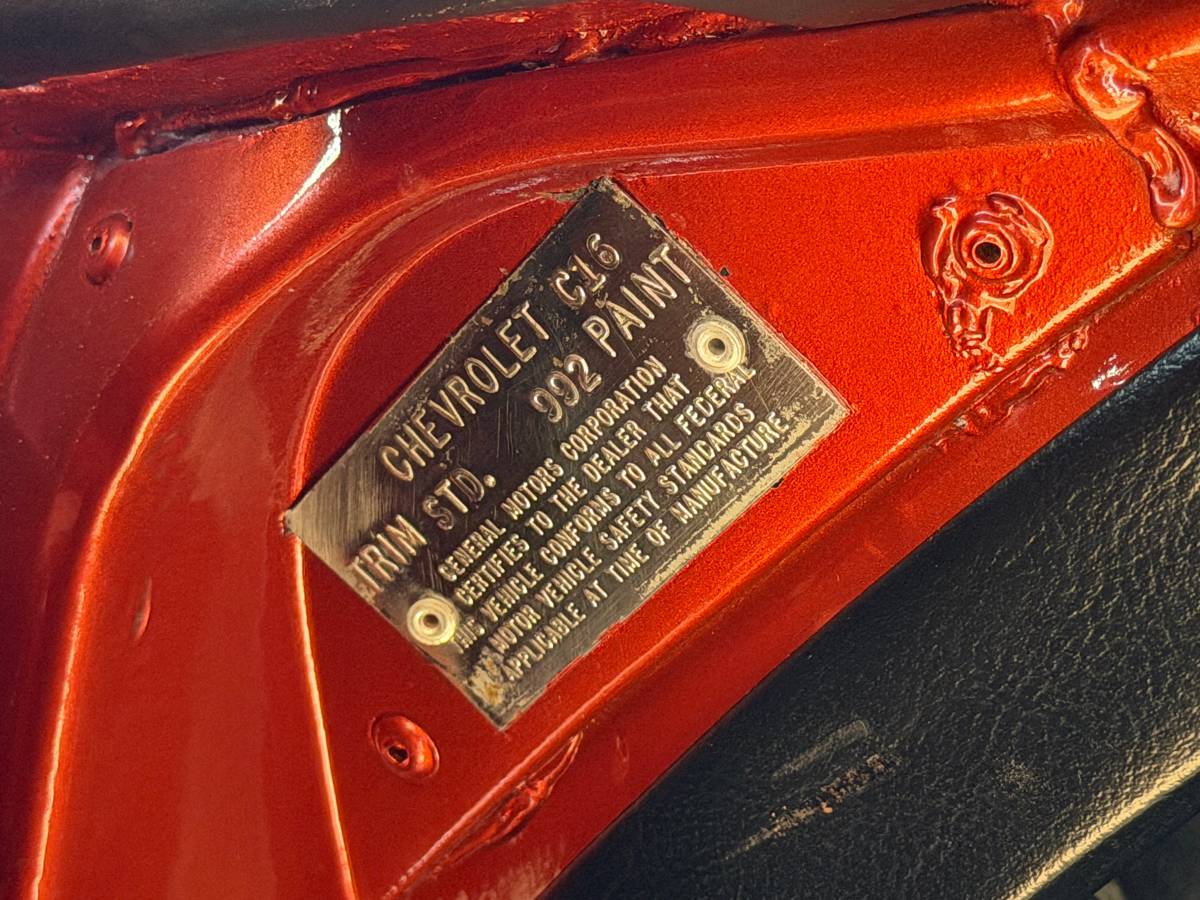 CHEVROLET C16
992 PAINT
TRIM STD.
GENERAL MOTORS CORPORATION
CERTIFIES TO THE DEALER THAT
THIS VEHICLE CONFORMS TO ALL FEDERAL
MOTOR VEHICLE SAFETY STANDARDS
APPLICABLE AT TIME OF MANUFACTURE